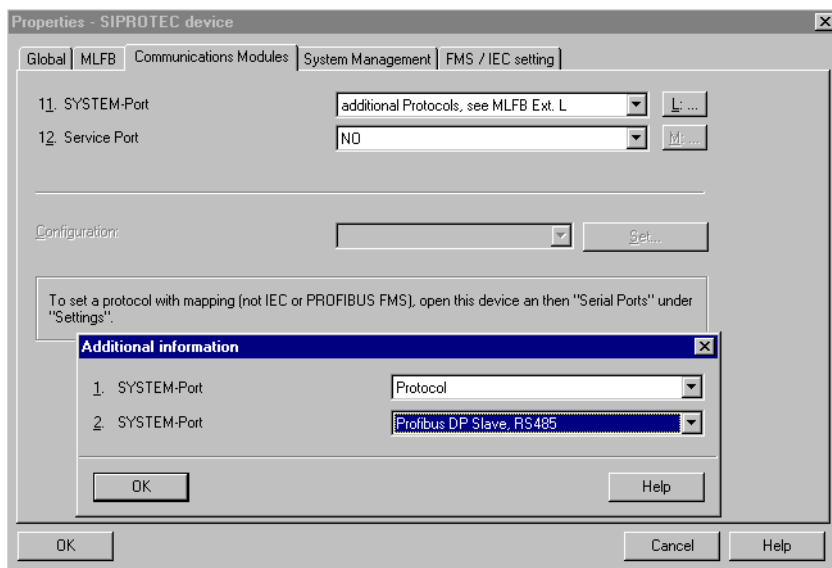 Properties - SIPROTEC device
Global MLFB Communications Modules System Management FMS / IEC setting
11. SYSTEM-Port additional Protocols, see MLFB Ext. L L: ...
12. Service Port NO M: ...
Configuration: Set...
To set a protocol with mapping (not IEC or PROFIBUS FMS), open this device an then "Serial Ports" under
"Settings".
Additional information
1. SYSTEM-Port Protocol
2. SYSTEM-Port Profibus DP Slave, RS485
OK Help
OK Cancel Help